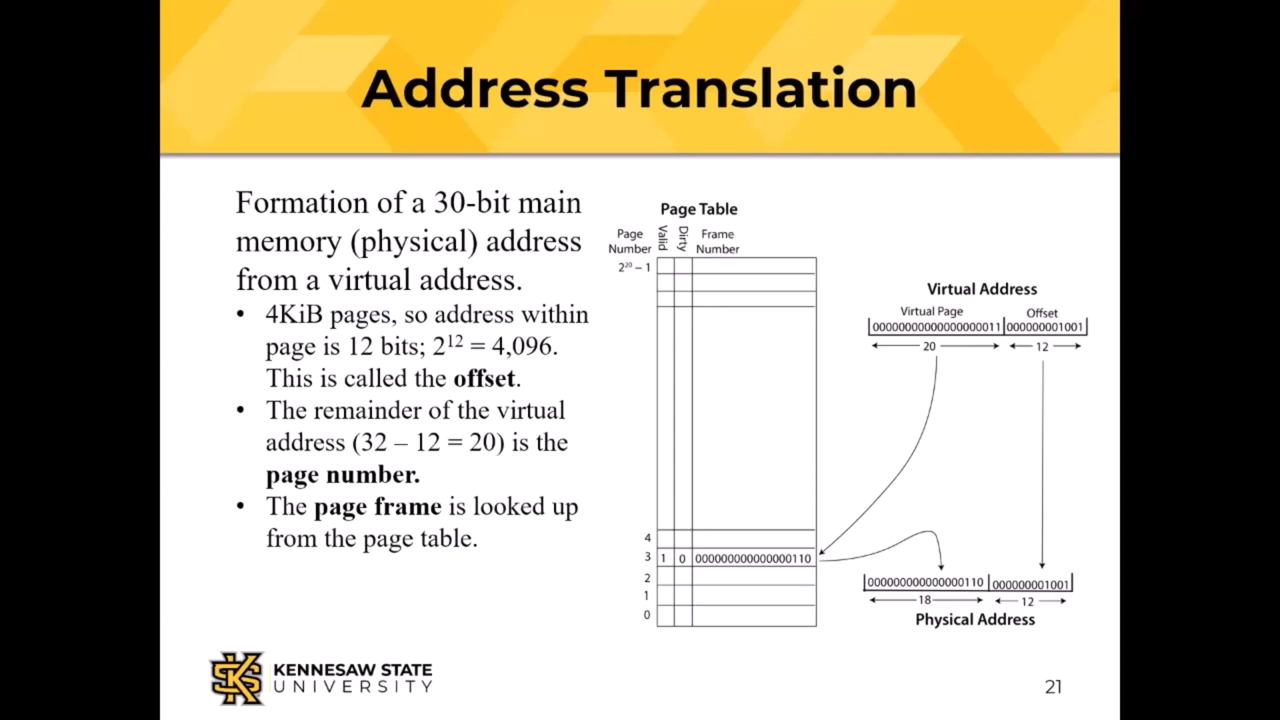 Address Translation
Formation of a 30-bit main
memory (physical) address
from a virtual address.
• 4KiB pages, so address within
page is 12 bits; 2¹² = 4,096.
This is called the offset.
• The remainder of the virtual
address (32 – 12 = 20) is the
page number.
• The page frame is looked up
from the page table.
Page Table
Page Number
Valid
Dirty
Frame Number
2²⁰ – 1
4
3 1 0 000000000000000110
2
1
0
Virtual Address
Virtual Page Offset
00000000000000000011 000000001001
20 12
000000000000000110 000000001001
18 12
Physical Address
KENNESAW STATE
UNIVERSITY
21